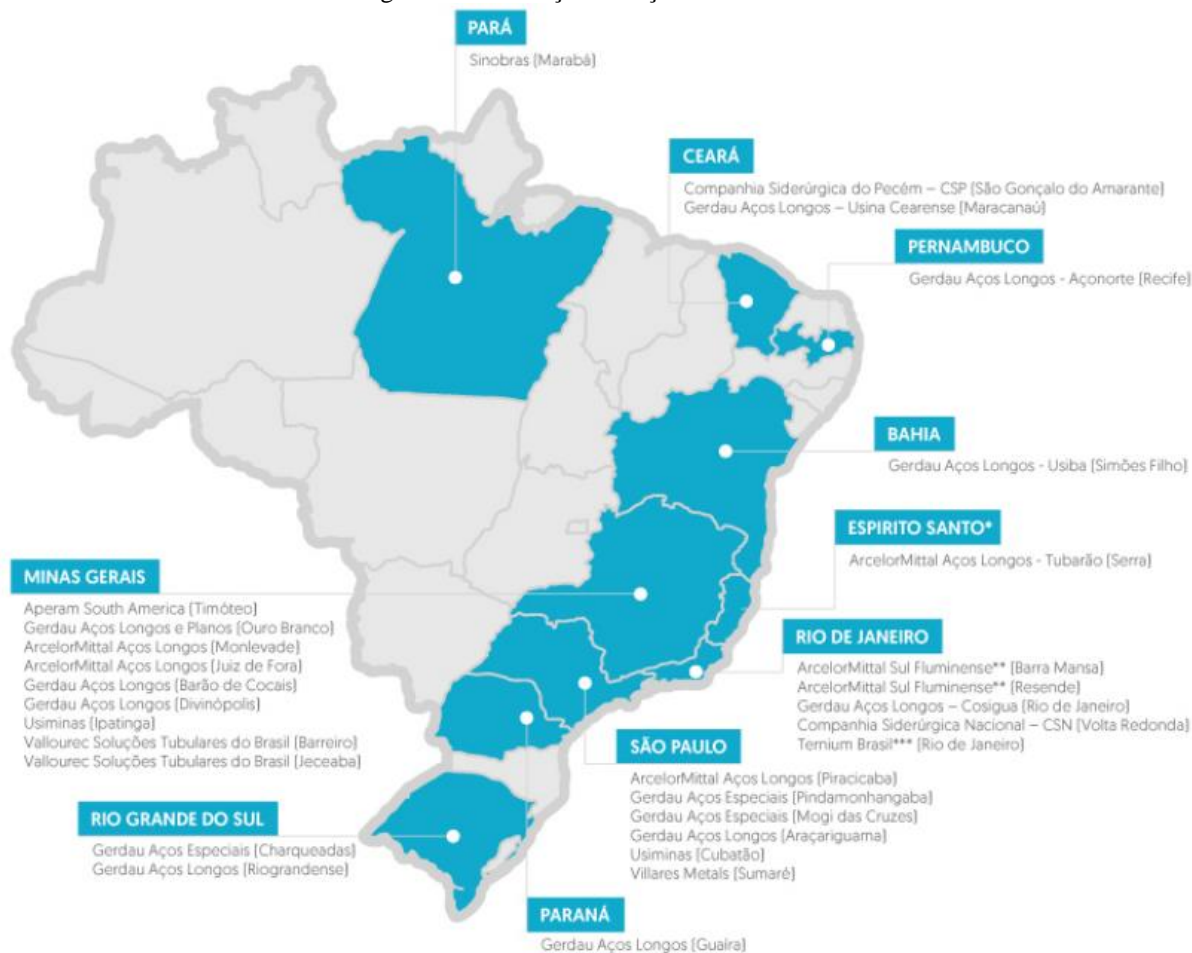 PARÁ
Sinobras (Marabá)
CEARÁ
Companhia Siderúrgica do Pecém – CSP (São Gonçalo do Amarante)
Gerdau Aços Longos – Usina Cearense (Maracanaú)
PERNAMBUCO
Gerdau Aços Longos - Açonorte (Recife)
BAHIA
Gerdau Aços Longos - Usiba (Simões Filho)
ESPIRITO SANTO*
ArcelorMittal Aços Longos - Tubarão (Serra)
MINAS GERAIS
Aperam South America (Timóteo)
Gerdau Aços Longos e Planos (Ouro Branco)
ArcelorMittal Aços Longos (Monlevade)
ArcelorMittal Aços Longos (Juiz de Fora)
Gerdau Aços Longos (Barão de Cocais)
Gerdau Aços Longos (Divinópolis)
Usiminas (Ipatinga)
Vallourec Soluções Tubulares do Brasil (Barreiro)
Vallourec Soluções Tubulares do Brasil (Jeceaba)
RIO DE JANEIRO
ArcelorMittal Sul Fluminense** (Barra Mansa)
ArcelorMittal Sul Fluminense** (Resende)
Gerdau Aços Longos – Cosigua (Rio de Janeiro)
Companhia Siderúrgica Nacional – CSN (Volta Redonda)
Ternium Brasil*** (Rio de Janeiro)
SÃO PAULO
ArcelorMittal Aços Longos (Piracicaba)
Gerdau Aços Especiais (Pindamonhangaba)
Gerdau Aços Especiais (Mogi das Cruzes)
Gerdau Aços Longos (Araçariguama)
Usiminas (Cubatão)
Villares Metals (Sumaré)
RIO GRANDE DO SUL
Gerdau Aços Especiais (Charqueadas)
Gerdau Aços Longos (Riograndense)
PARANÁ
Gerdau Aços Longos (Guaíra)